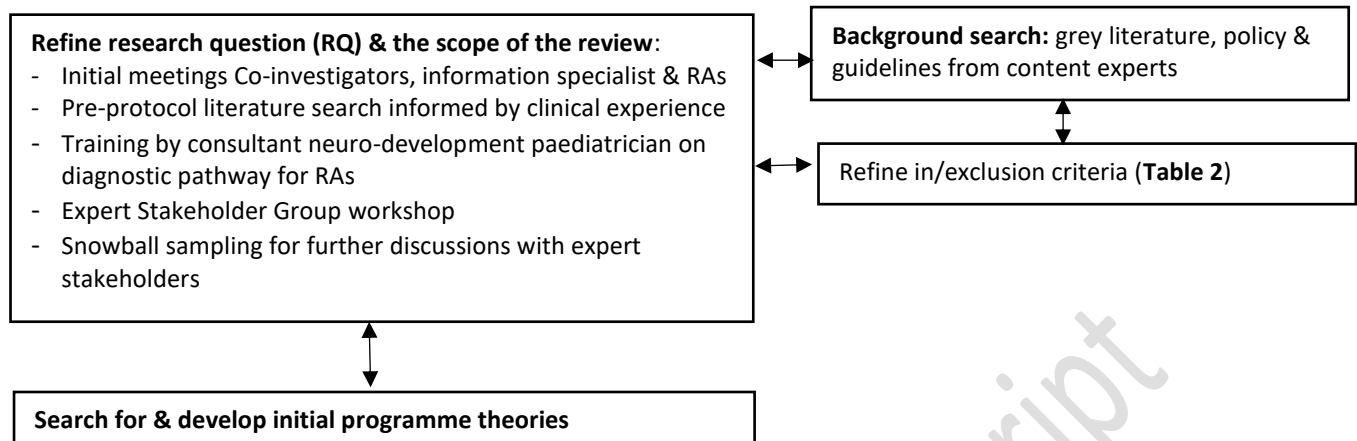 Refine research question (RQ) & the scope of the review:
- Initial meetings Co-investigators, information specialist & RAs
- Pre-protocol literature search informed by clinical experience
- Training by consultant neuro-development paediatrician on
diagnostic pathway for RAs
- Expert Stakeholder Group workshop
- Snowball sampling for further discussions with expert
stakeholders
Background search: grey literature, policy &
guidelines from content experts
Refine in/exclusion criteria (Table 2)
Search for & develop initial programme theories